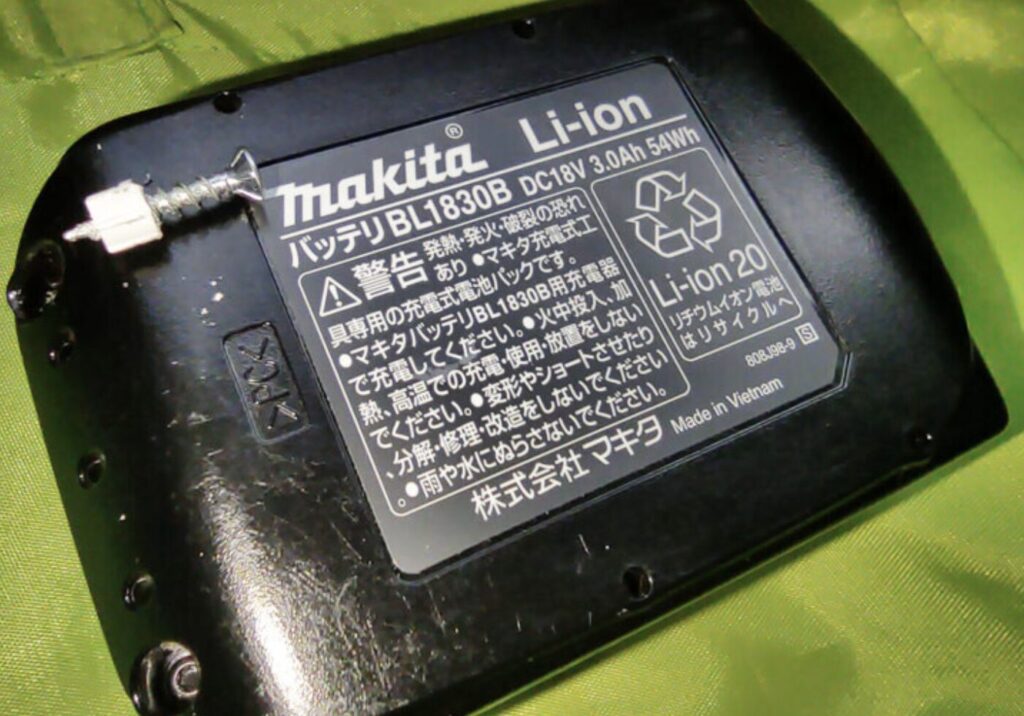 makita® Li-ion
バッテリBL1830B DC18V 3.0Ah 54Wh
警告 発熱・発火・破裂の恐れ
あり ●マキタ充電式工
具専用の充電式電池パックです。
●マキタバッテリBL1830B用充電器
で充電してください。●火中投入、加
熱、高温での充電・使用・放置をしない
でください。●変形やショートさせたり
、分解・修理・改造をしないでください
。●雨や水にぬらさないでください。
Li-ion 20
リチウムイオン電池
はリサイクルへ
808J98-9 S
株式会社 マキタ Made in Vietnam
>PC<